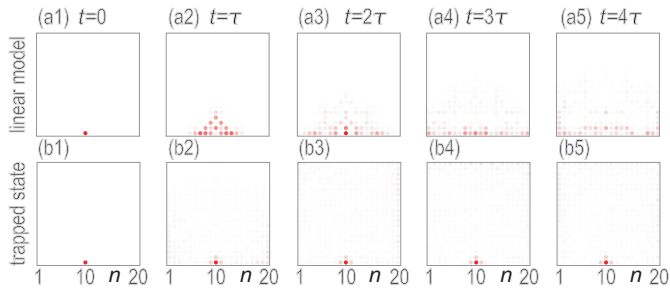 (a1) t=0 (a2) t=τ (a3) t=2τ (a4) t=3τ (a5) t=4τ
linear model
(b1) (b2) (b3) (b4) (b5)
trapped state
1 10 n 20 1 10 n 20 1 10 n 20 1 10 n 20 1 10 n 20